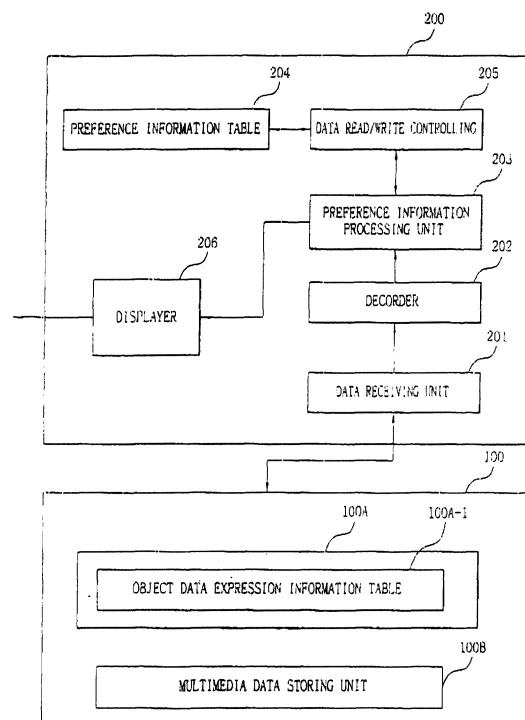 200
204
205
PREFERENCE INFORMATION TABLE
DATA READ/WRITE CONTROLLING
203
PREFERENCE INFORMATION
PROCESSING UNIT
206
202
DISPLAYER
DECORDER
201
DATA RECEIVING UNIT
100
100A
100A-1
OBJECT DATA EXPRESSION INFORMATION TABLE
100B
MULTIMEDIA DATA STORING UNIT